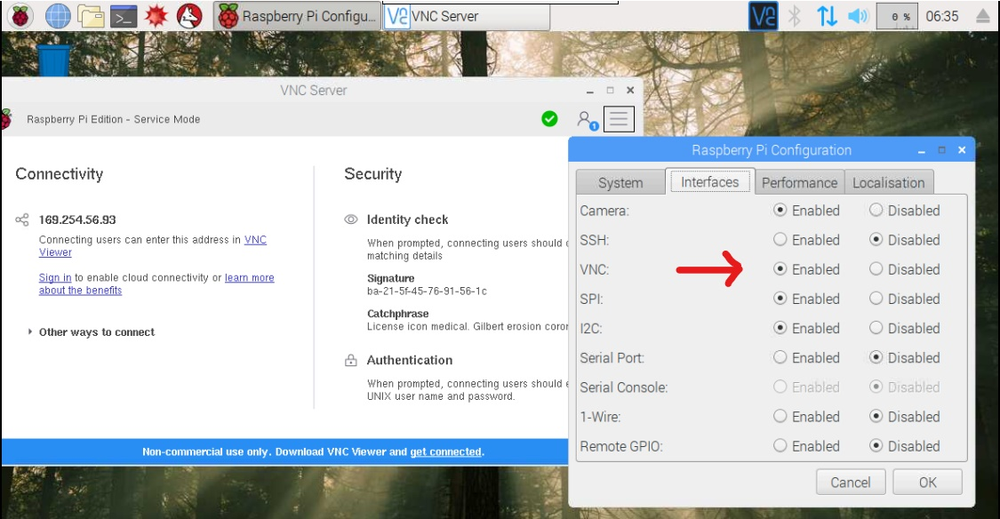 Raspberry Pi Configu...
VNC Server
0 %
06:35
VNC Server
Raspberry Pi Edition - Service Mode
1
Connectivity
169.254.56.93
Connecting users can enter this address in VNC
Viewer
Sign in to enable cloud connectivity or learn more
about the benefits
Other ways to connect
Security
Identity check
When prompted, connecting users should
matching details
Signature
ba-21-5f-45-76-91-56-1c
Catchphrase
License icon medical. Gilbert erosion
Authentication
When prompted, connecting users should
UNIX user name and password.
Non-commercial use only. Download VNC Viewer and get connected.
Raspberry Pi Configuration
System Interfaces Performance Localisation
Camera: Enabled Disabled
SSH: Enabled Disabled
VNC: Enabled Disabled
SPI: Enabled Disabled
I2C: Enabled Disabled
Serial Port: Enabled Disabled
Serial Console: Enabled Disabled
1-Wire: Enabled Disabled
Remote GPIO: Enabled Disabled
Cancel OK